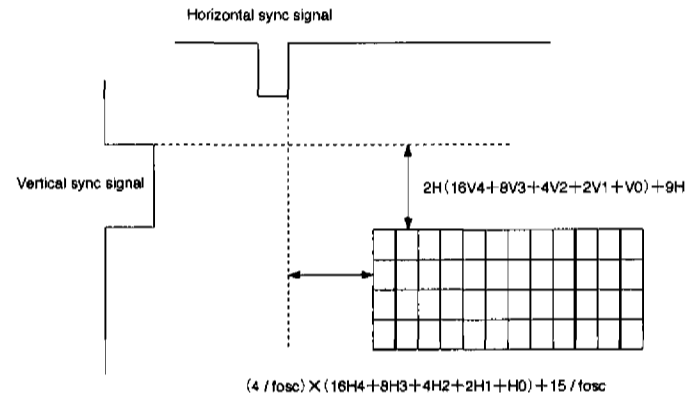 Horizontal sync signal
Vertical sync signal
2H(16V4+8V3+4V2+2V1+V0)+9H
(4 / fosc)×(16H4+8H3+4H2+2H1+H0)+15 / fosc